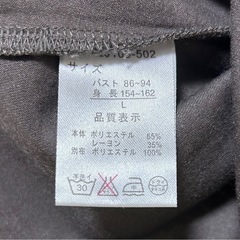 502
サイズ
バスト 86~94
身長 154~162
L
品質表示
本体 ポリエステル 65%
レーヨン 35%
別布 ポリエステル 100%
30